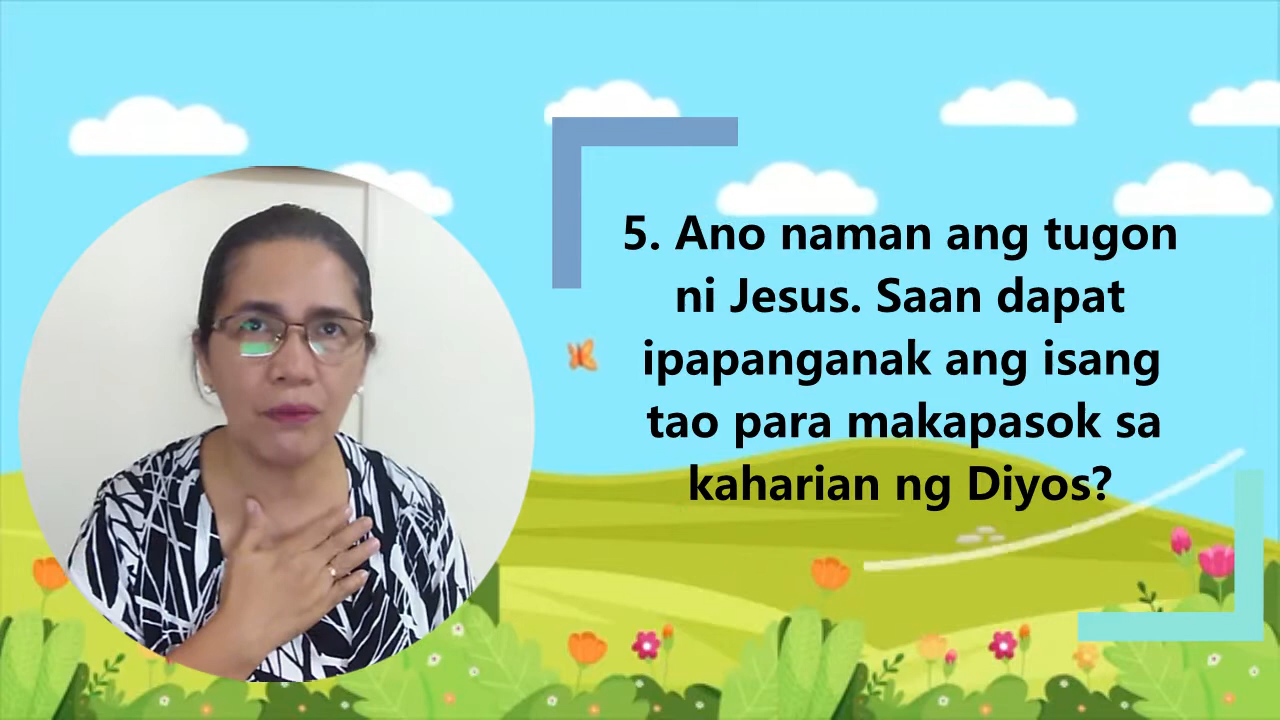 5. Ano naman ang tugon
ni Jesus. Saan dapat
ipapanganak ang isang
tao para makapasok sa
kaharian ng Diyos?